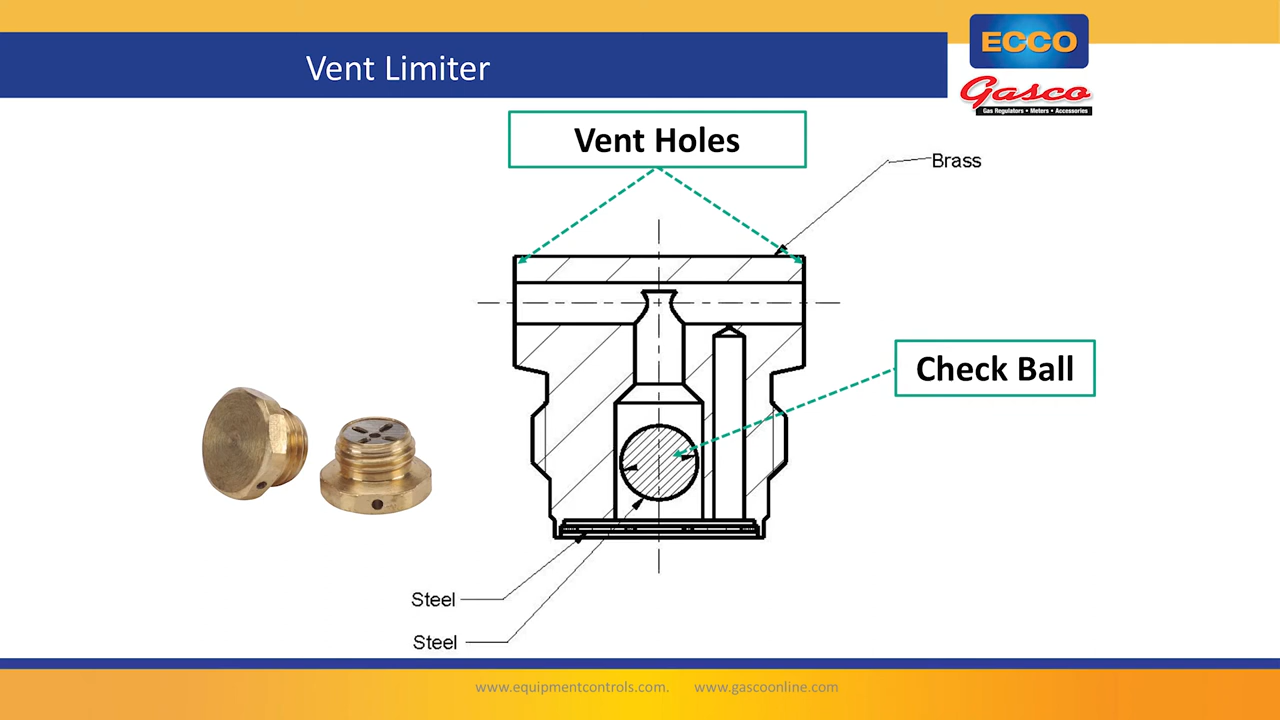 Vent Limiter
ECCO
Gasco
Gas Regulators • Meters • Accessories
Vent Holes
Brass
Check Ball
Steel
Steel
www.equipmentcontrols.com. www.gascoonline.com